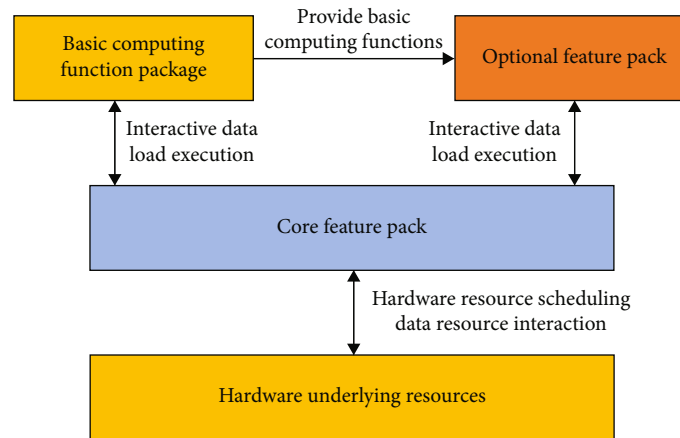 Provide basic
computing functions
Basic computing
function package
Optional feature pack
Interactive data
load execution
Interactive data
load execution
Core feature pack
Hardware resource scheduling
data resource interaction
Hardware underlying resources